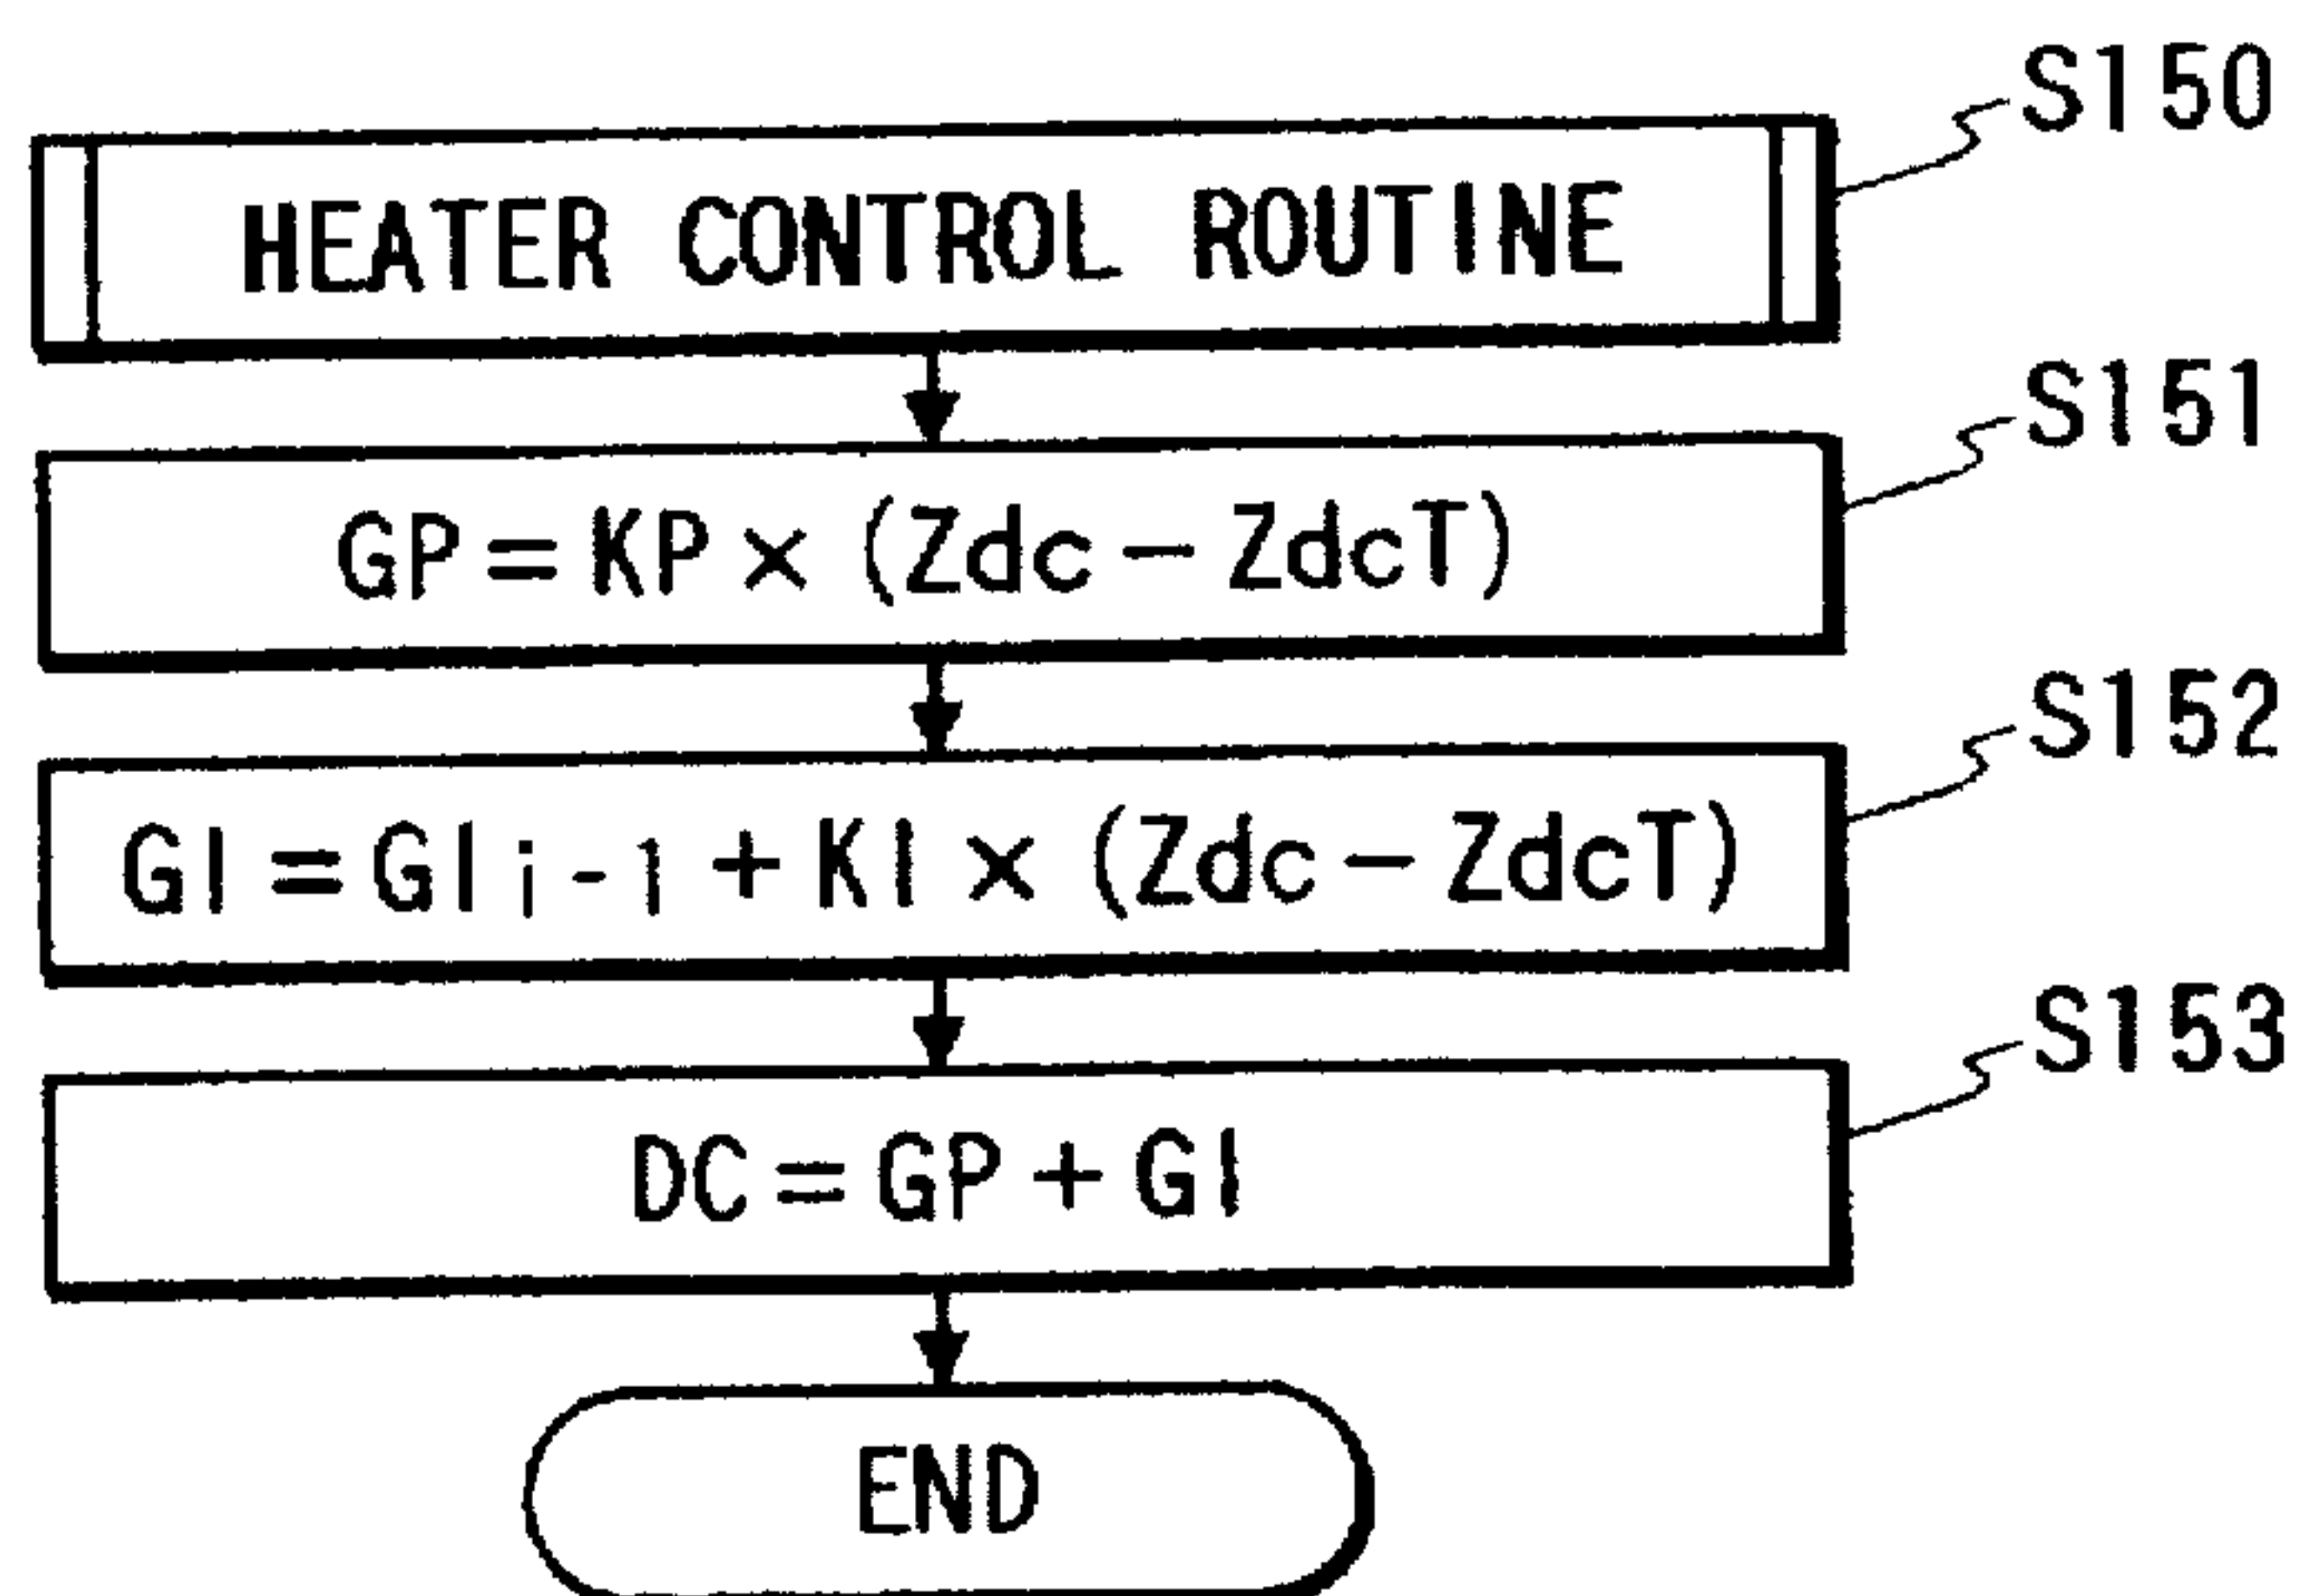 S150
HEATER CONTROL ROUTINE
S151
GP=KP×(Zdc−ZdcT)
S152
GI=GIi-1+KI×(Zdc−ZdcT)
S153
DC=GP+GI
END